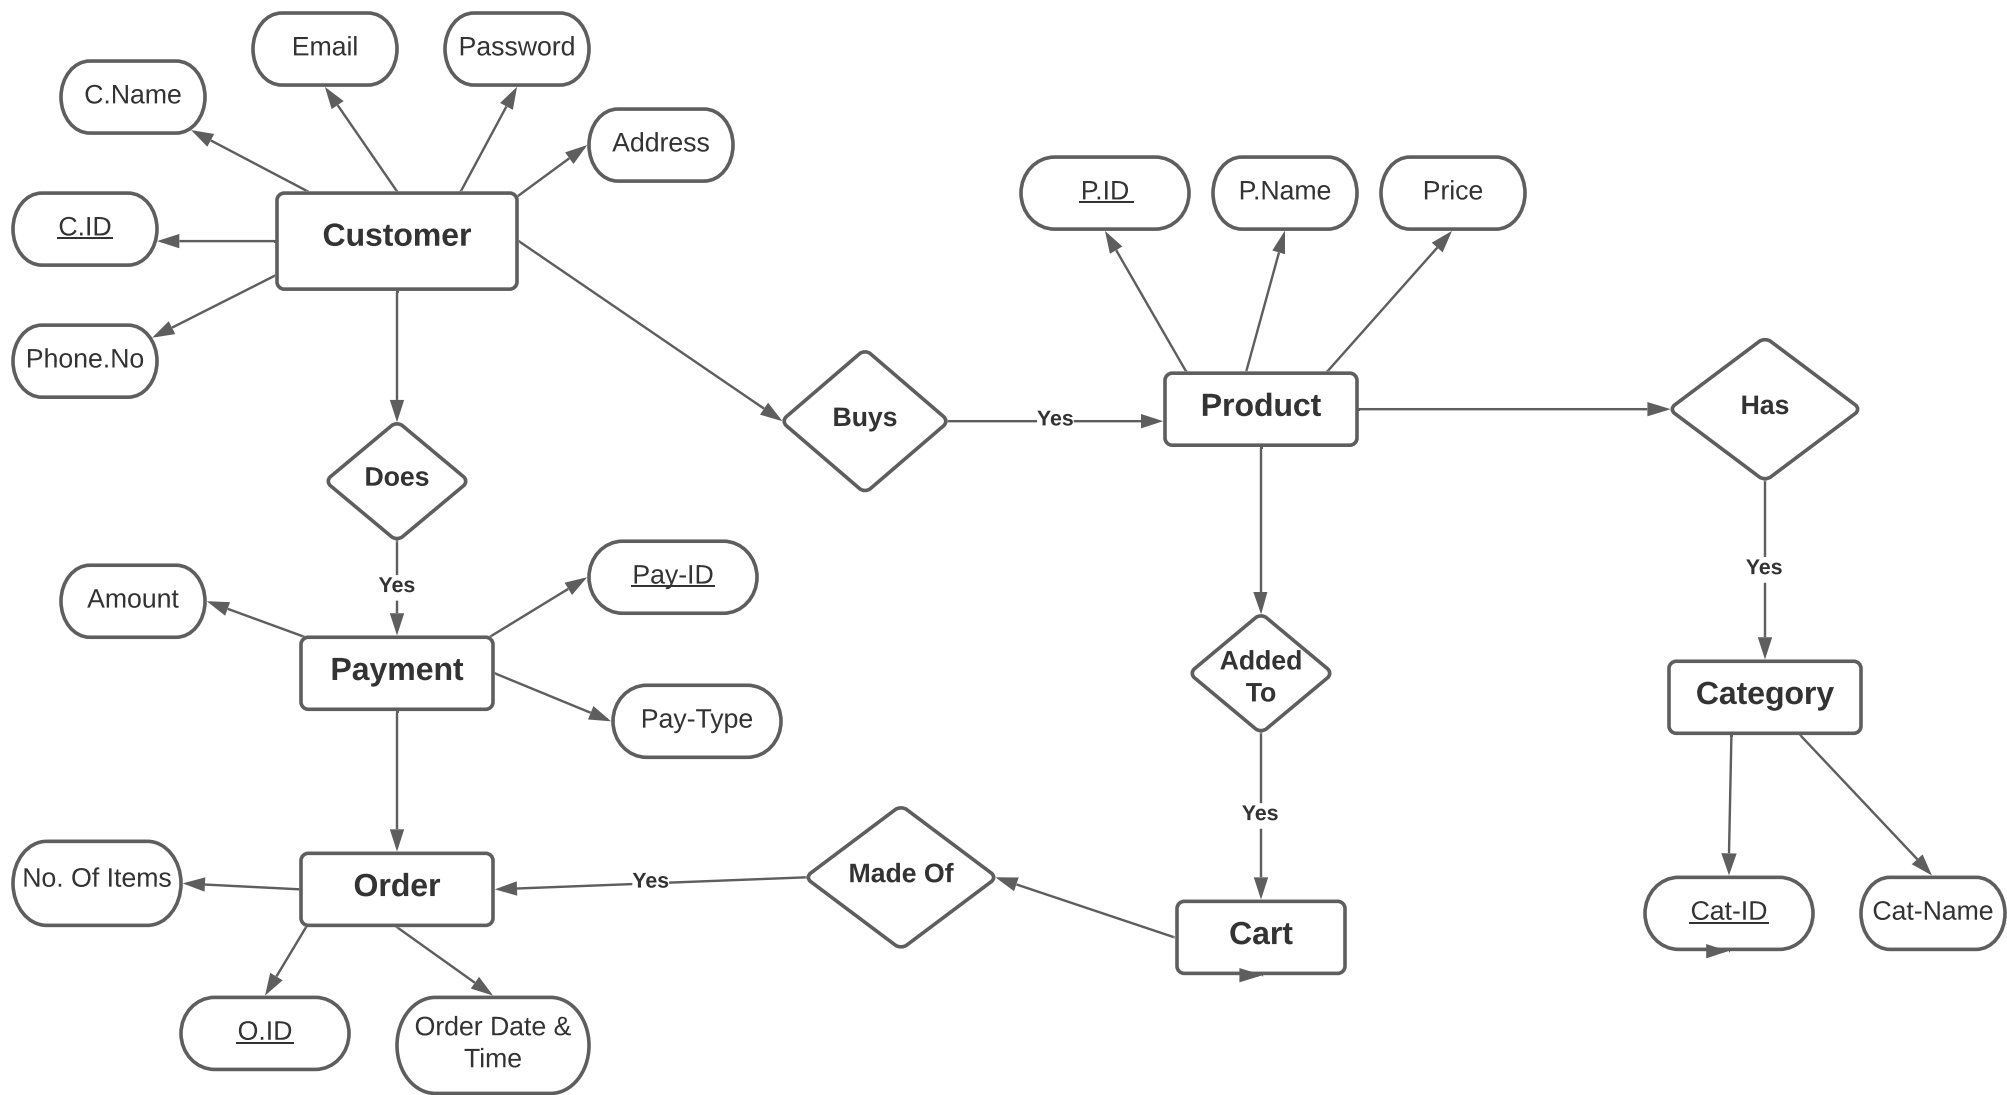 Email
Password
C.Name
Address
C.ID
Customer
Phone.No
P.ID
P.Name
Price
Does
Buys
Yes
Product
Has
Yes
Amount
Pay-ID
Payment
Pay-Type
Added
To
Yes
Category
Yes
No. Of Items
Order
Yes
Made Of
Cart
Cat-ID
Cat-Name
O.ID
Order Date &
Time